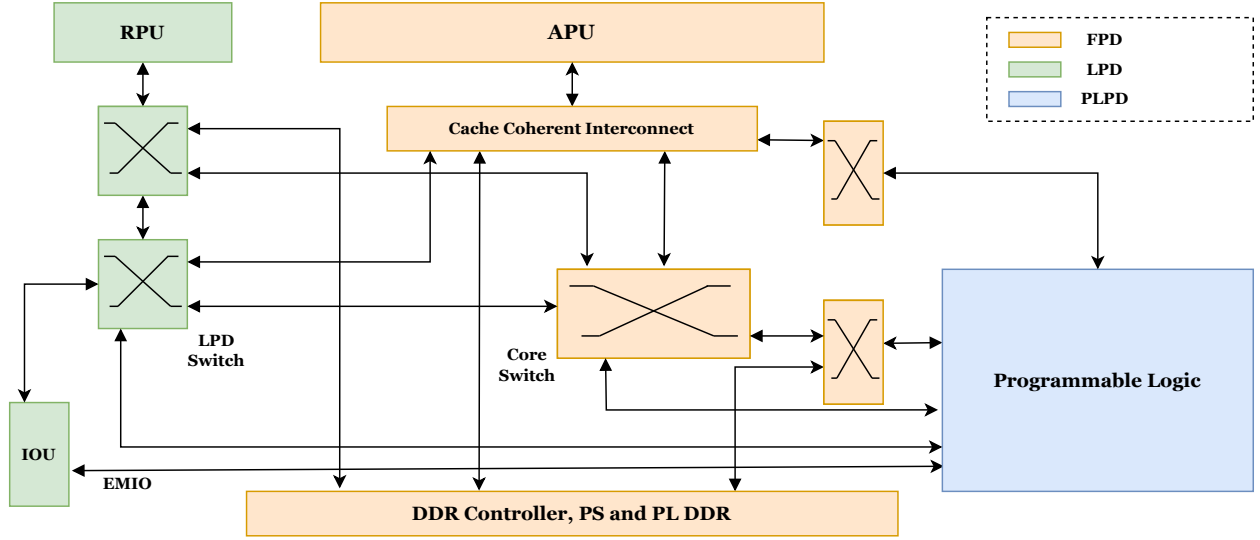 RPU
APU
FPD
LPD
PLPD
Cache Coherent Interconnect
LPD
Switch
Core
Switch
Programmable Logic
IOU
EMIO
DDR Controller, PS and PL DDR